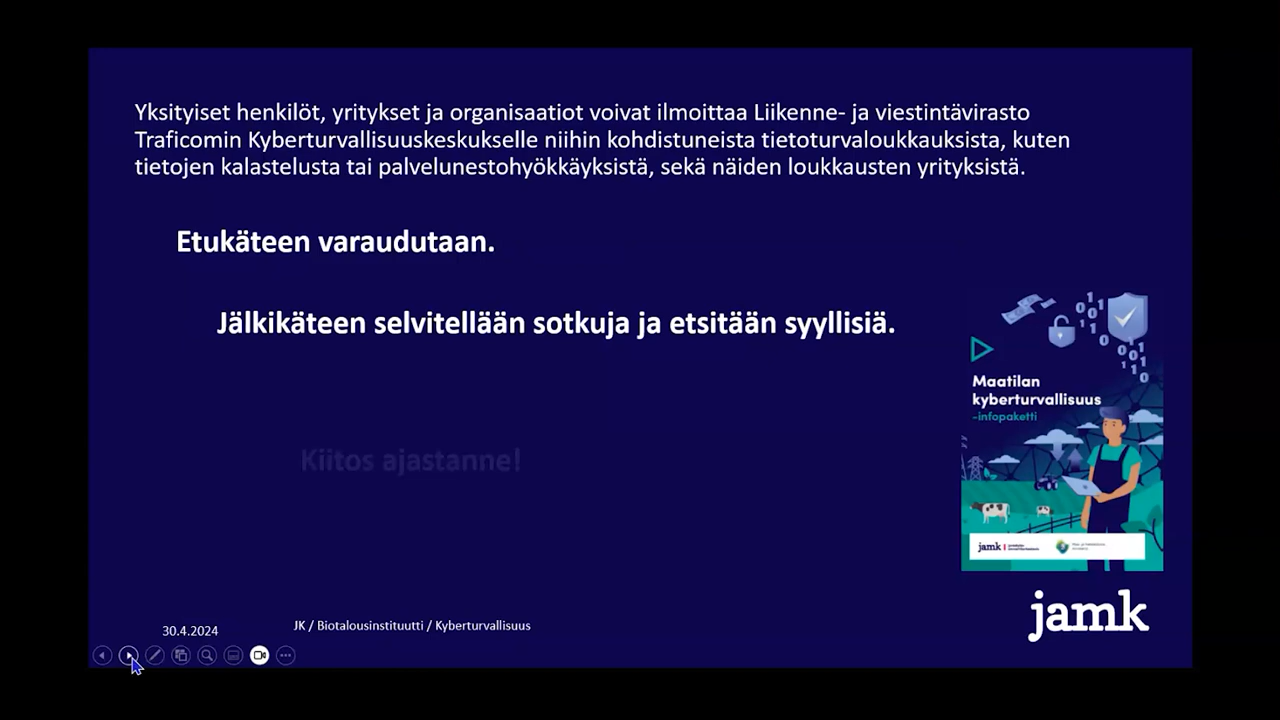 Yksityiset henkilöt, yritykset ja organisaatiot voivat ilmoittaa Liikenne- ja viestintävirasto
Traficomin Kyberturvallisuuskeskukselle niihin kohdistuneista tietoturvaloukkauksista, kuten
tietojen kalastelusta tai palvelunestohyökkäyksistä, sekä näiden loukkausten yrityksistä.
Etukäteen varaudutaan.
Jälkikäteen selvitellään sotkuja ja etsitään syyllisiä.
Maatilan
kyberturvallisuus
-infopaketti
Kiitos ajastanne!
jamk
jamk
30.4.2024
JK / Biotalousinstituutti / Kyberturvallisuus